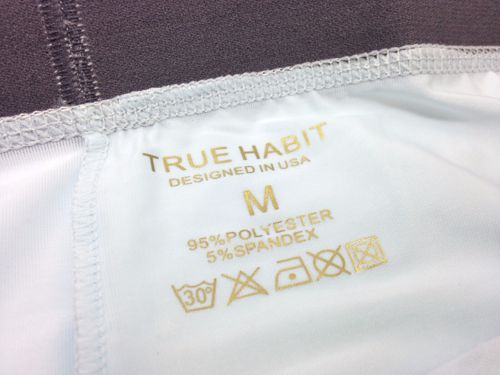 TRUE HABIT
DESIGNED IN USA
M
95%POLYESTER
5%SPANDEX
30°